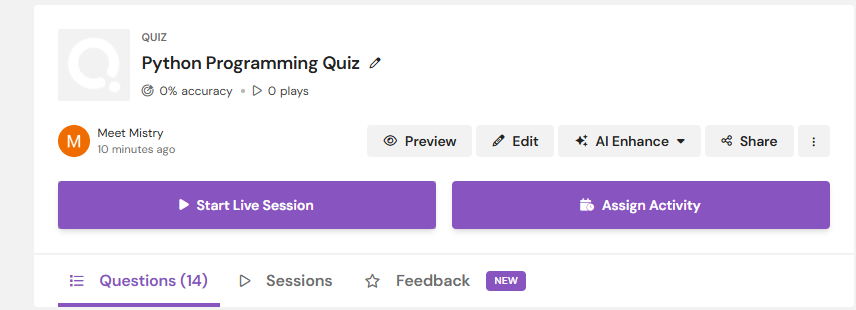 QUIZ
Python Programming Quiz
0% accuracy • 0 plays
M
Meet Mistry
10 minutes ago
Preview Edit AI Enhance Share
Start Live Session Assign Activity
Questions (14) Sessions Feedback NEW